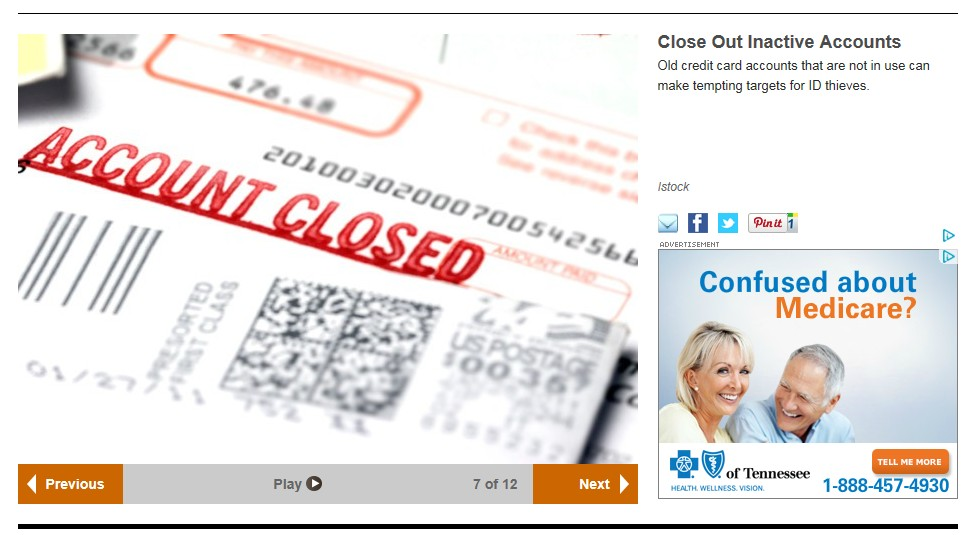 Close Out Inactive Accounts
Old credit card accounts that are not in use can
make tempting targets for ID thieves.
Istock
Pin it 1
ADVERTISEMENT
Confused about
Medicare?
of Tennessee
HEALTH. WELLNESS. VISION.
TELL ME MORE
1-888-457-4930
476.48
ACCOUNT CLOSED
AMOUNT PAID
PRESORTED
FIRST CLASS
US POSTAGE
Previous
Play
7 of 12
Next